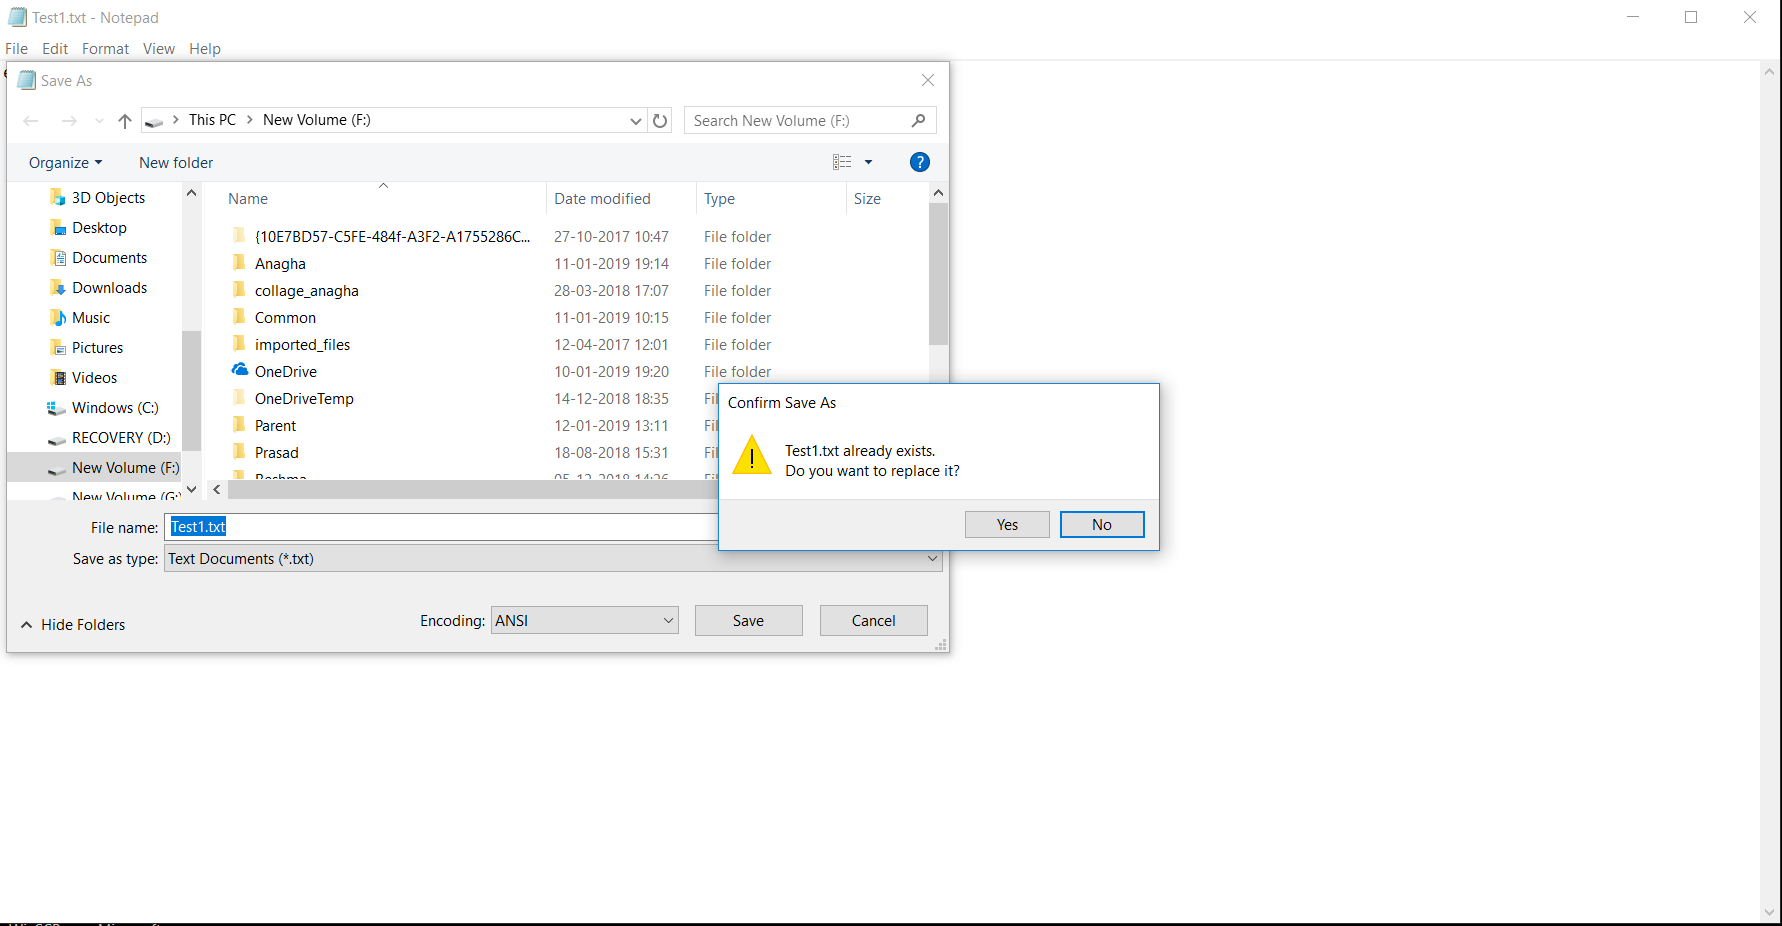 Test1.txt - Notepad
File Edit Format View Help
Save As
This PC New Volume (F:)
Search New Volume (F:)
Organize New folder
?
3D Objects
Desktop
Documents
Downloads
Music
Pictures
Videos
Windows (C:)
RECOVERY (D:)
New Volume (F:)
New Volume (G:)
Name Date modified Type Size
{10E7BD57-C5FE-484f-A3F2-A1755286C... 27-10-2017 10:47 File folder
Anagha 11-01-2019 19:14 File folder
collage_anagha 28-03-2018 17:07 File folder
Common 11-01-2019 10:15 File folder
imported_files 12-04-2017 12:01 File folder
OneDrive 10-01-2019 19:20 File folder
OneDriveTemp 14-12-2018 18:35 Fil
Parent 12-01-2019 13:11 Fil
Prasad 18-08-2018 15:31 Fil
Reshma 05-12-2018 14:26
File name: Test1.txt
Save as type: Text Documents (*.txt)
Hide Folders
Encoding: ANSI
Save
Cancel
Confirm Save As
Test1.txt already exists.
Do you want to replace it?
Yes
No